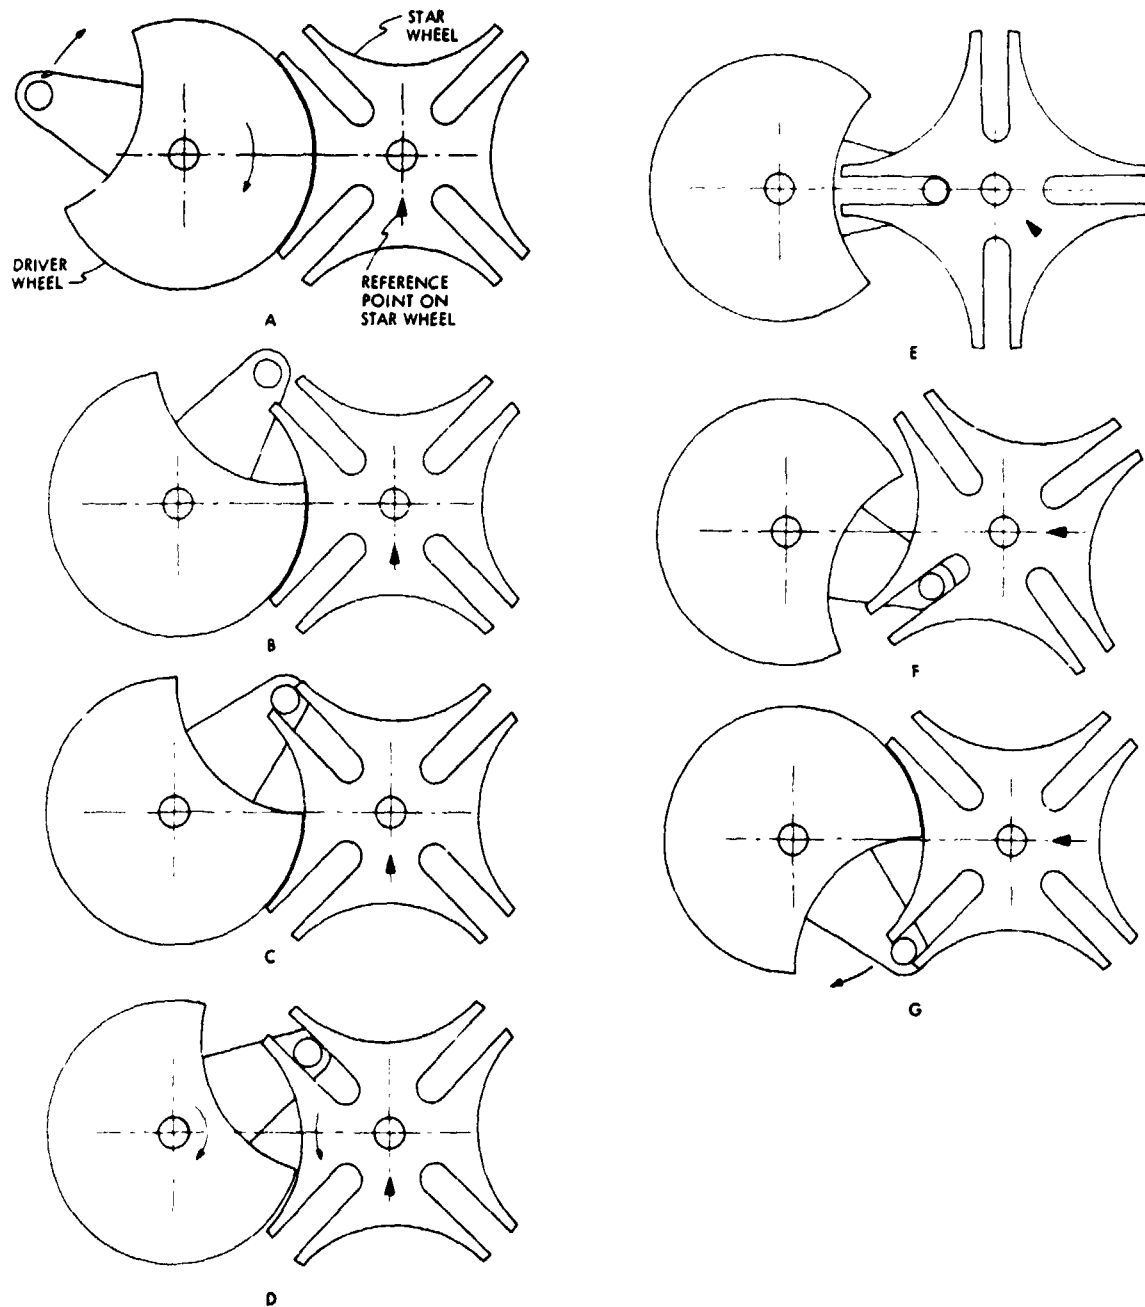 STAR
WHEEL
DRIVER
WHEEL
REFERENCE
POINT ON
STAR WHEEL
A
B
C
D
E
F
G